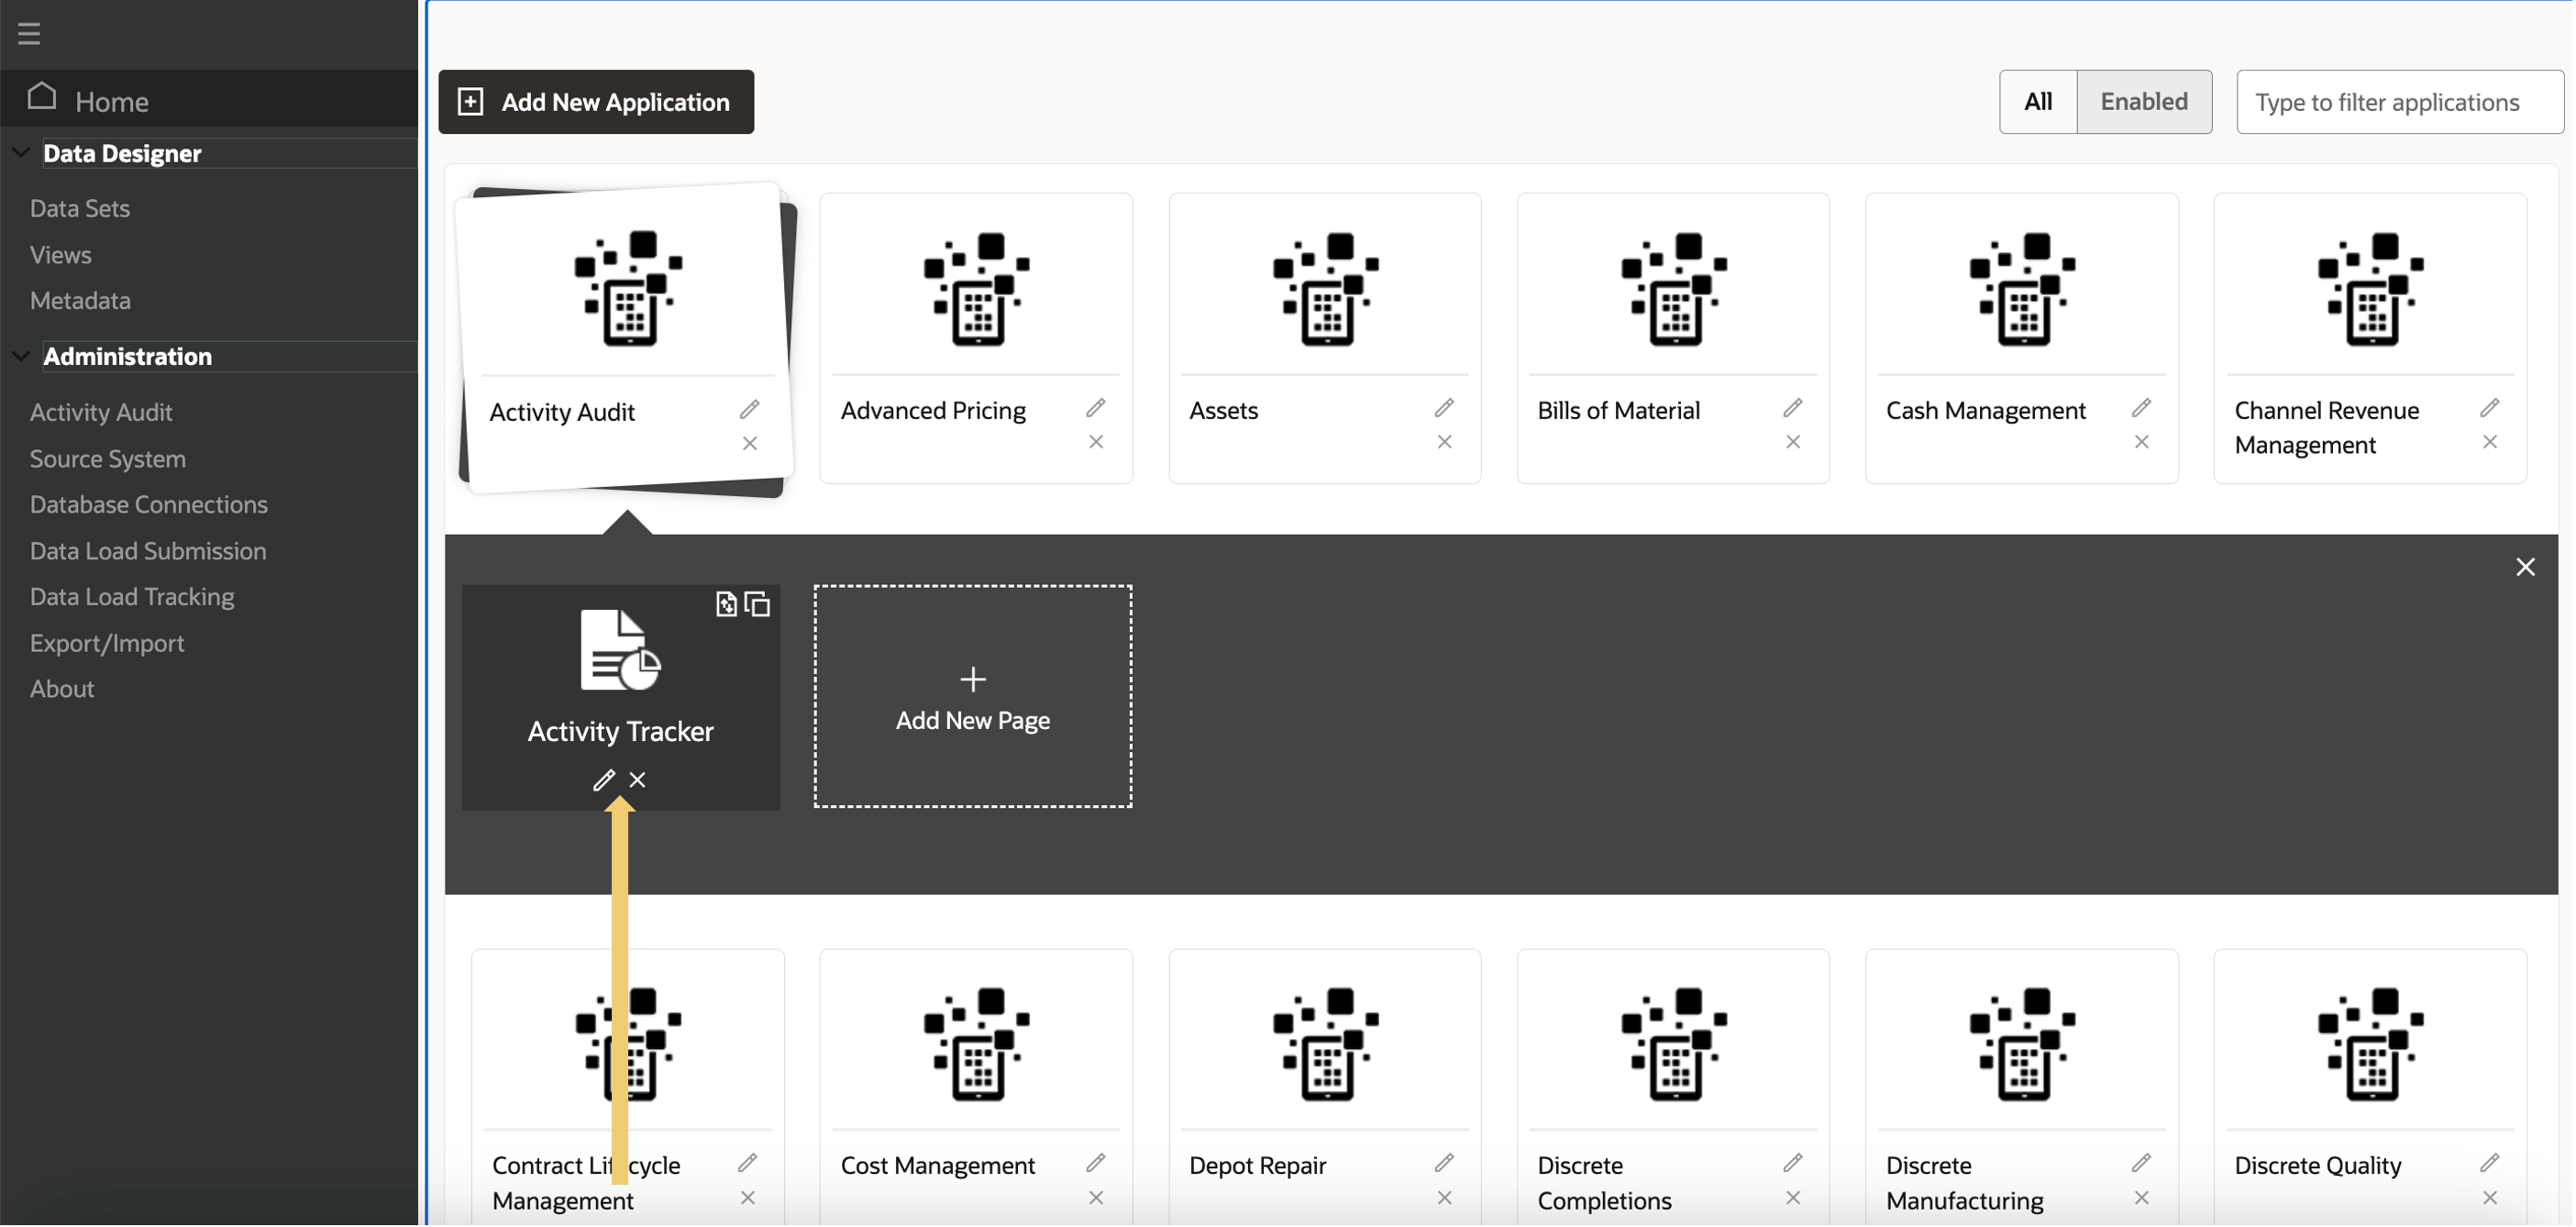 Home
Data Designer
Data Sets
Views
Metadata
Administration
Activity Audit
Source System
Database Connections
Data Load Submission
Data Load Tracking
Export/Import
About
Add New Application
All
Enabled
Type to filter applications
Activity Audit
Advanced Pricing
Assets
Bills of Material
Cash Management
Channel Revenue
Management
Activity Tracker
Add New Page
Contract Lifecycle
Management
Cost Management
Depot Repair
Discrete
Completions
Discrete
Manufacturing
Discrete Quality